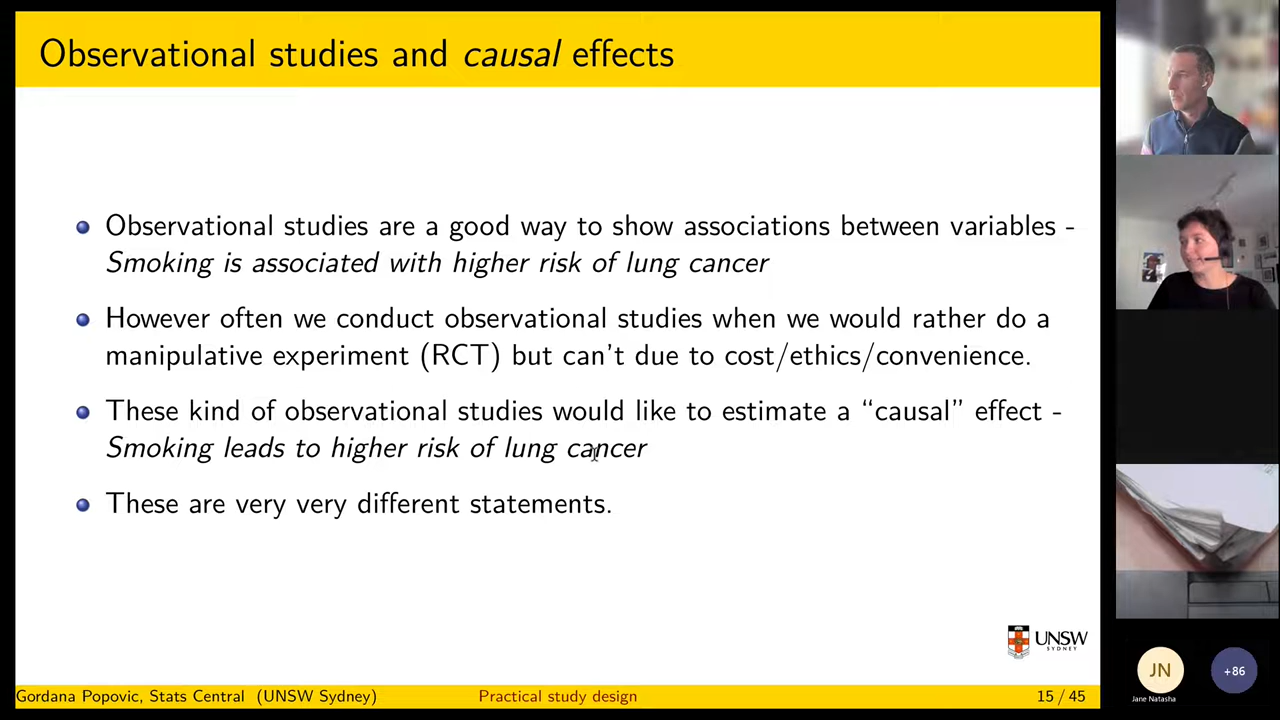 Observational studies and causal effects
Observational studies are a good way to show associations between variables -
Smoking is associated with higher risk of lung cancer
However often we conduct observational studies when we would rather do a
manipulative experiment (RCT) but can't due to cost/ethics/convenience.
These kind of observational studies would like to estimate a “causal” effect -
Smoking leads to higher risk of lung cancer
These are very very different statements.
UNSW
SYDNEY
Gordana Popovic, Stats Central (UNSW Sydney)
Practical study design
15 / 45
JN
+86
Jane Natasha